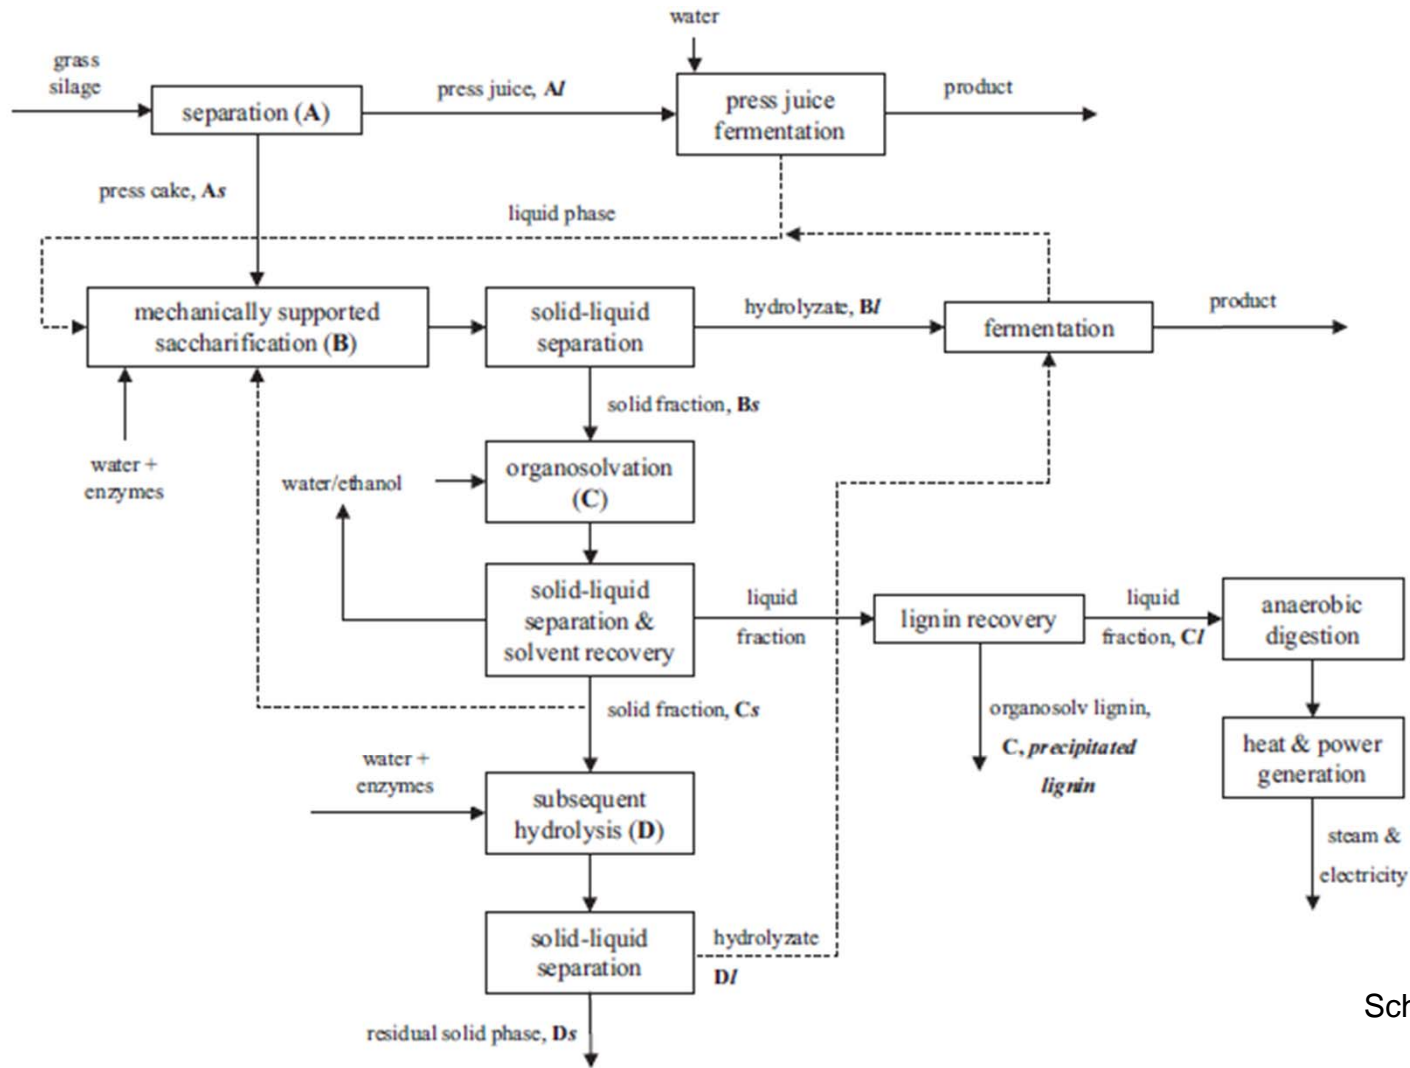 water
grass
silage
separation (A)
press juice, Al
press juice
fermentation
product
press cake, As
liquid phase
mechanically supported
saccharification (B)
solid-liquid
separation
hydrolyzate, Bl
fermentation
product
solid fraction, Bs
water +
enzymes
water/ethanol
organosolvation
(C)
solid-liquid
separation &
solvent recovery
liquid
fraction
lignin recovery
liquid
fraction, Cl
anaerobic
digestion
solid fraction, Cs
organosolv lignin,
C, precipitated
lignin
heat & power
generation
water +
enzymes
subsequent
hydrolysis (D)
steam &
electricity
solid-liquid
separation
hydrolyzate
Dl
residual solid phase, Ds
Sch